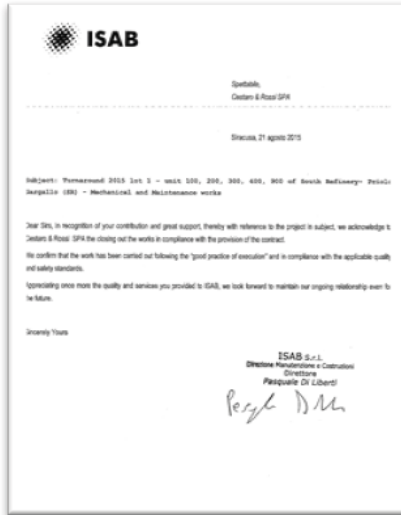 ISAB
Spettabile,
Cestaro & Rossi SPA
Siracusa, 21 agosto 2015
Subject: Turnaround 2015 lot 1 - unit 100, 200, 300, 600, 900 of South Refinery- Priolo
Gargallo (SR) - Mechanical and Maintenance works
Dear Sirs, in recognition of your contribution and great support, thereby with reference to the project in subject, we acknowledge to
Cestaro & Rossi SPA the closing out the works in compliance with the provision of the contract.
We confirm that the work has been carried out following the "good practice of execution" and in compliance with the applicable quality
and safety standards.
Appreciating once more the quality and services you provided to ISAB, we look forward to maintain our ongoing relationship even fo
he future.
Sincerely Yours
ISAB S.r.l.
Direzione Manutenzione e Costruzioni
Direttore
Pasquale Di Liberti